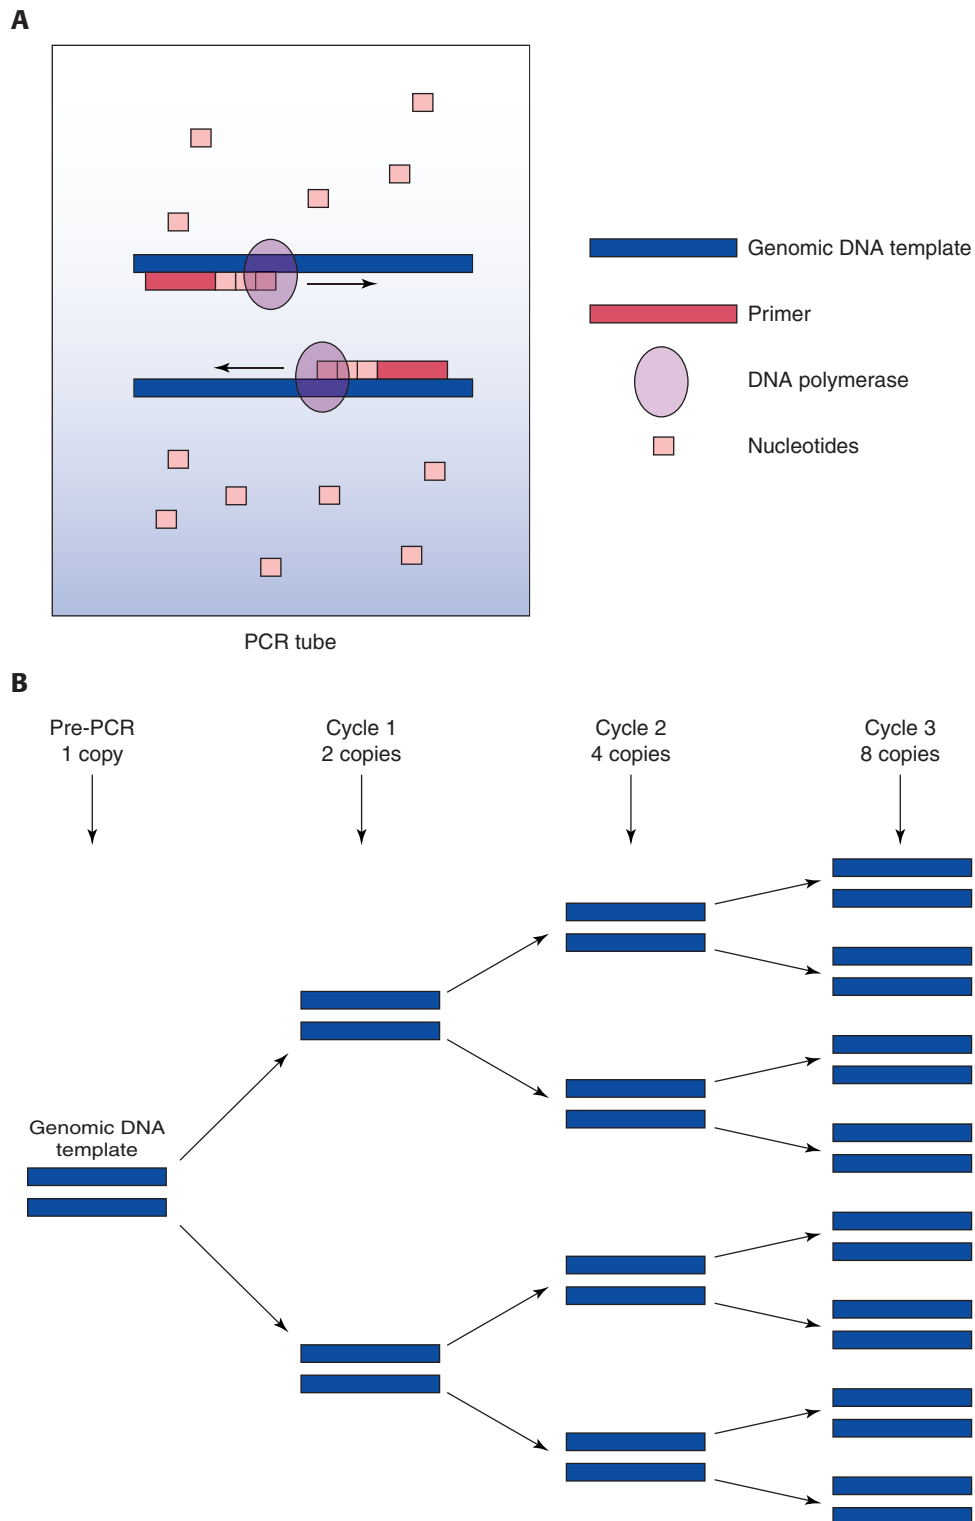 A
Genomic DNA template
Primer
DNA polymerase
Nucleotides
PCR tube
B
Pre-PCR
1 copy
Cycle 1
2 copies
Cycle 2
4 copies
Cycle 3
8 copies
Genomic DNA
template